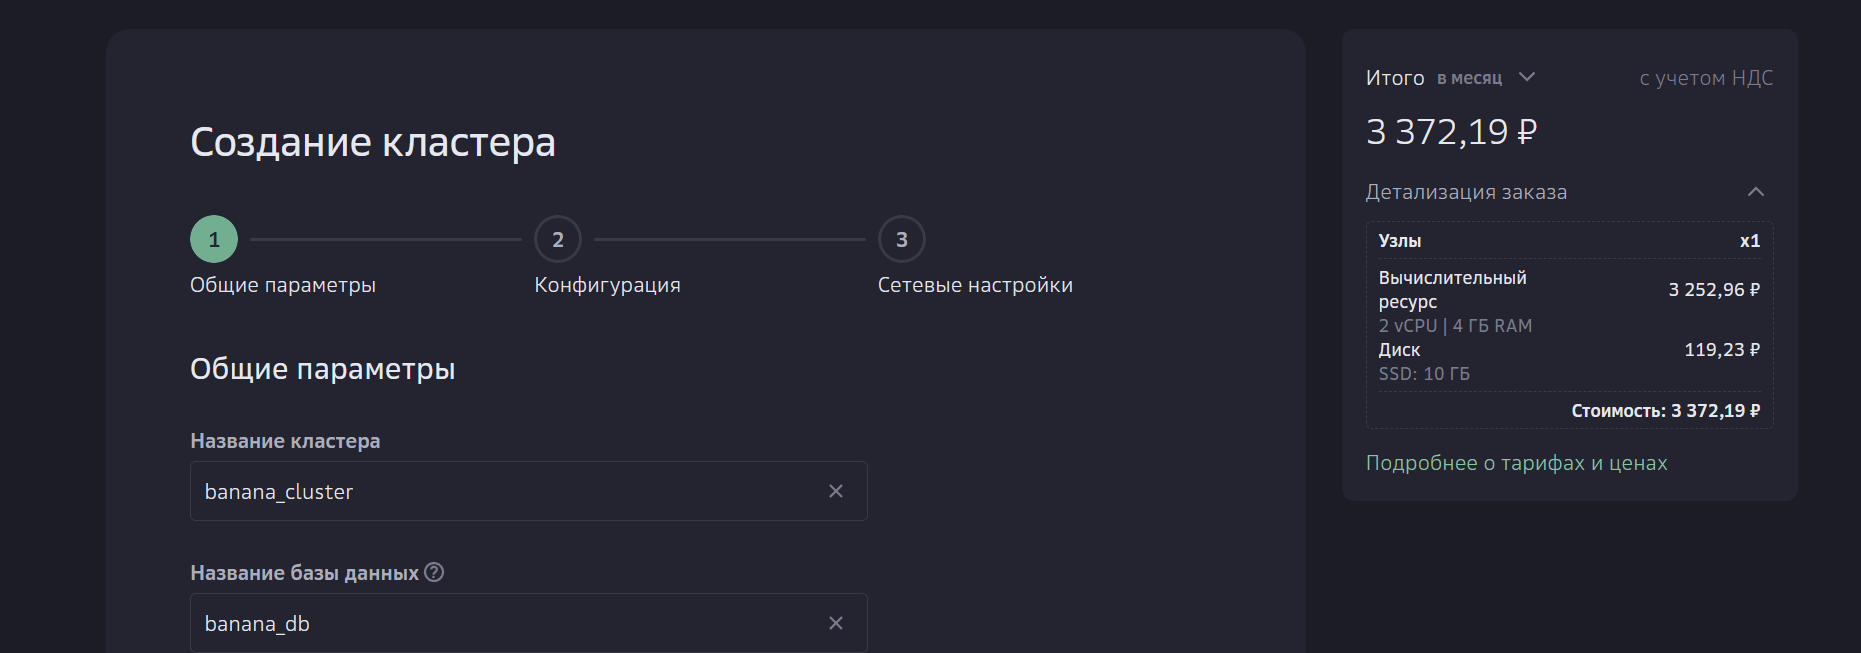 Создание кластера
1
2
3
Общие параметры
Конфигурация
Сетевые настройки
Общие параметры
Название кластера
banana_cluster
Название базы данных
banana_db
Итого в месяц
с учетом НДС
3 372,19 ₽
Детализация заказа
Узлы x1
Вычислительный
ресурс
3 252,96 ₽
2 vCPU | 4 ГБ RAM
Диск 119,23 ₽
SSD: 10 ГБ
Стоимость: 3 372,19 ₽
Подробнее о тарифах и ценах